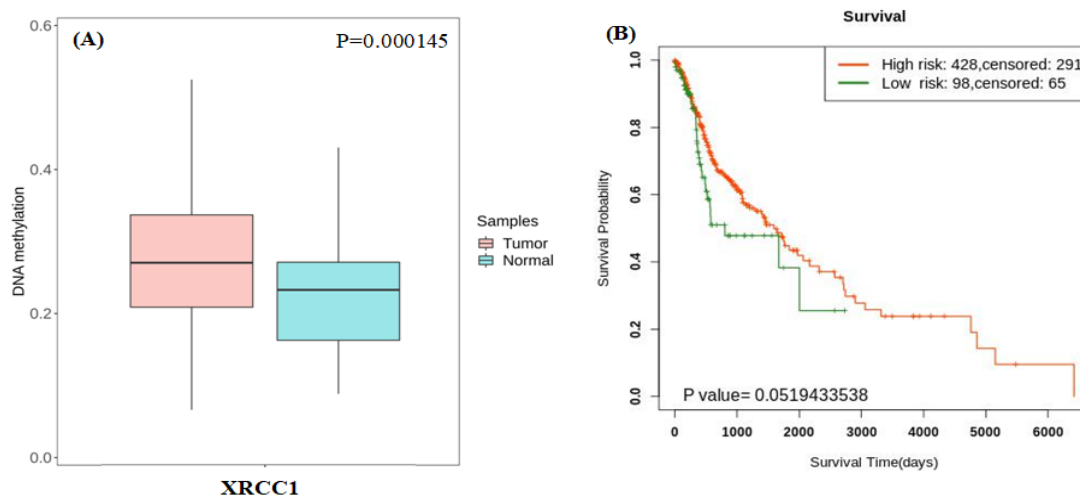 (A)
P=0.000145
0.6
0.4
0.2
0.0
DNA methylation
XRCC1
Samples
Tumor
Normal
Survival
(B)
High risk: 428,censored: 291
Low  risk: 98,censored: 65
1.0
0.8
0.6
0.4
0.2
0.0
Survival Probability
P value= 0.0519433538
0 1000 2000 3000 4000 5000 6000
Survival Time(days)